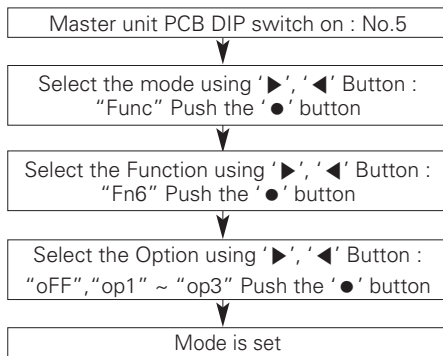 Master unit PCB DIP switch on : No.5
Select the mode using ‘▶’, ‘◀’ Button :
“Func” Push the ‘●’ button
Select the Function using ‘▶’, ‘◀’ Button :
“Fn6” Push the ‘●’ button
Select the Option using ‘▶’, ‘◀’ Button :
“oFF”,“op1” ~ “op3” Push the ‘●’ button
Mode is set